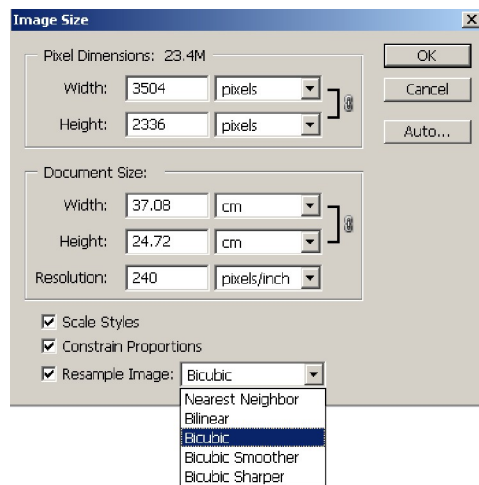 Image Size
Pixel Dimensions: 23.4M
OK
Width: 3504 pixels
Cancel
Height: 2336 pixels
Auto...
Document Size:
Width: 37.08 cm
Height: 24.72 cm
Resolution: 240 pixels/inch
Scale Styles
Constrain Proportions
Resample Image: Bicubic
Nearest Neighbor
Bilinear
Bicubic
Bicubic Smoother
Bicubic Sharper